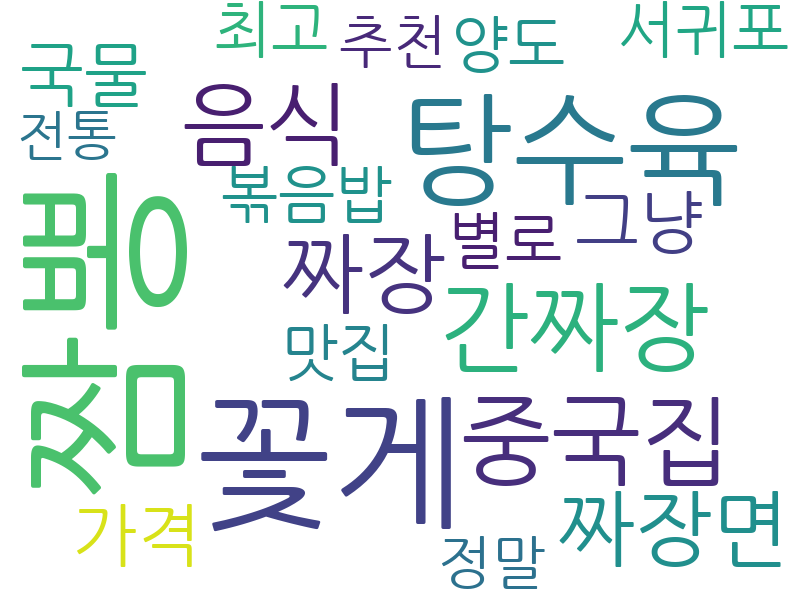 최고
추천
양도
서귀포
국물
전통
음식
탕수육
볶음밥
그냥
별로
짬뽕
짜장
간짜장
맛집
꽃게
중국집
가격
짜장면
정말